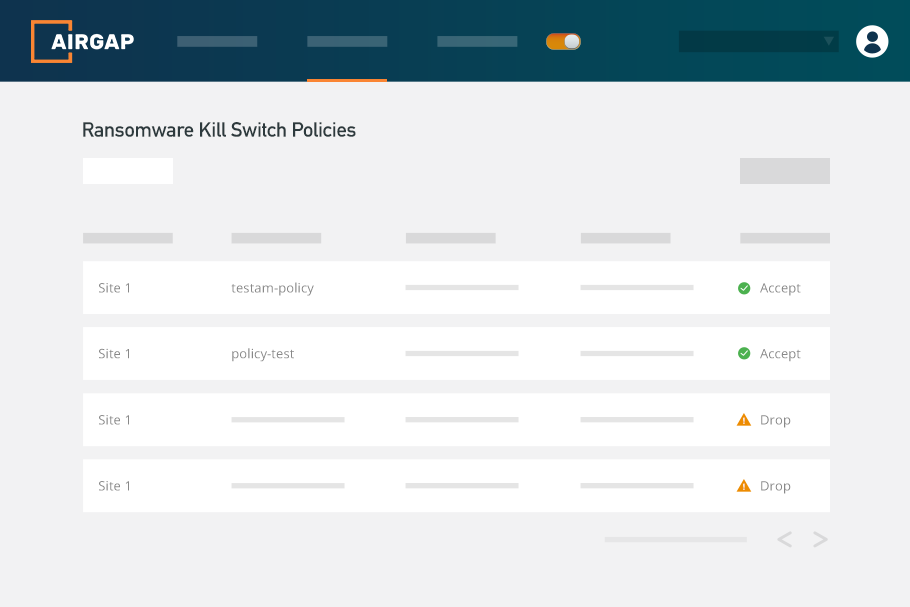 AIRGAP
Ransomware Kill Switch Policies
Site 1 testam-policy Accept
Site 1 policy-test Accept
Site 1 Drop
Site 1 Drop